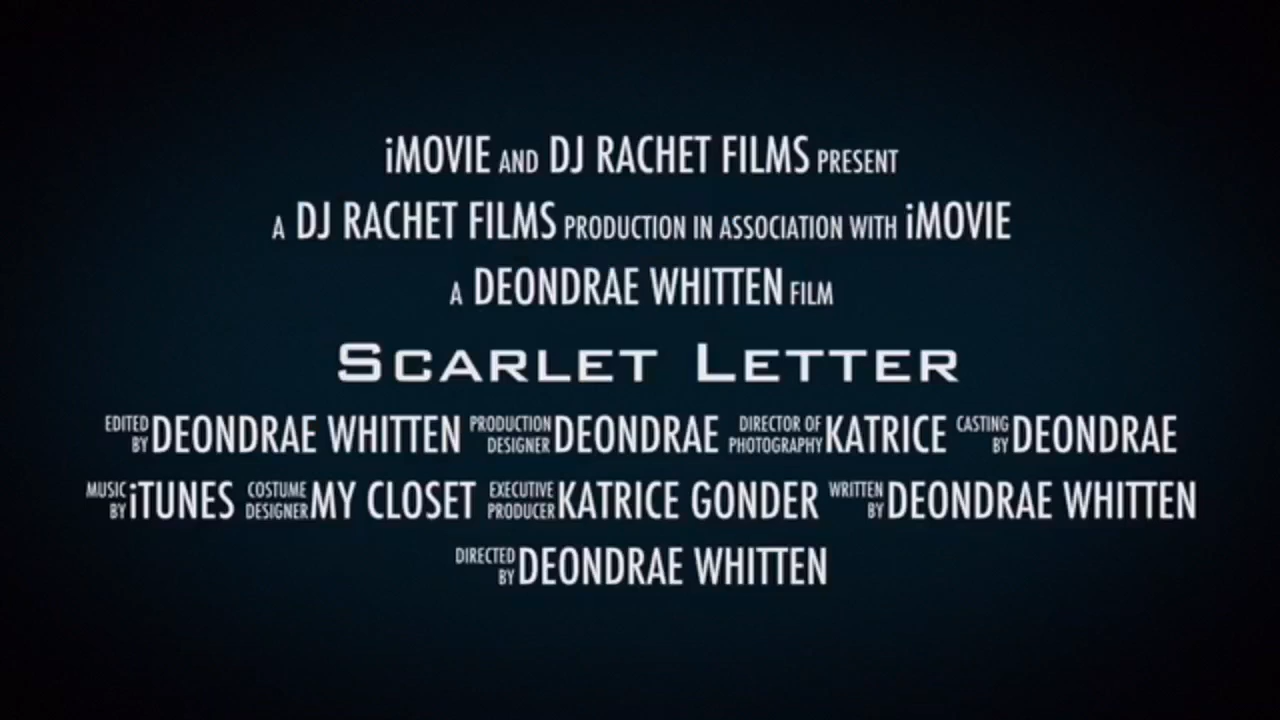 iMOVIE AND DJ RACHET FILMS PRESENT
A DJ RACHET FILMS PRODUCTION IN ASSOCIATION WITH iMOVIE
A DEONDRAE WHITTEN FILM
SCARLET LETTER
EDITED BY DEONDRAE WHITTEN PRODUCTION DESIGNER DEONDRAE DIRECTOR OF PHOTOGRAPHY KATRICE CASTING BY DEONDRAE
MUSIC BY iTUNES COSTUME DESIGNER MY CLOSET EXECUTIVE PRODUCER KATRICE GONDER WRITTEN BY DEONDRAE WHITTEN
DIRECTED BY DEONDRAE WHITTEN